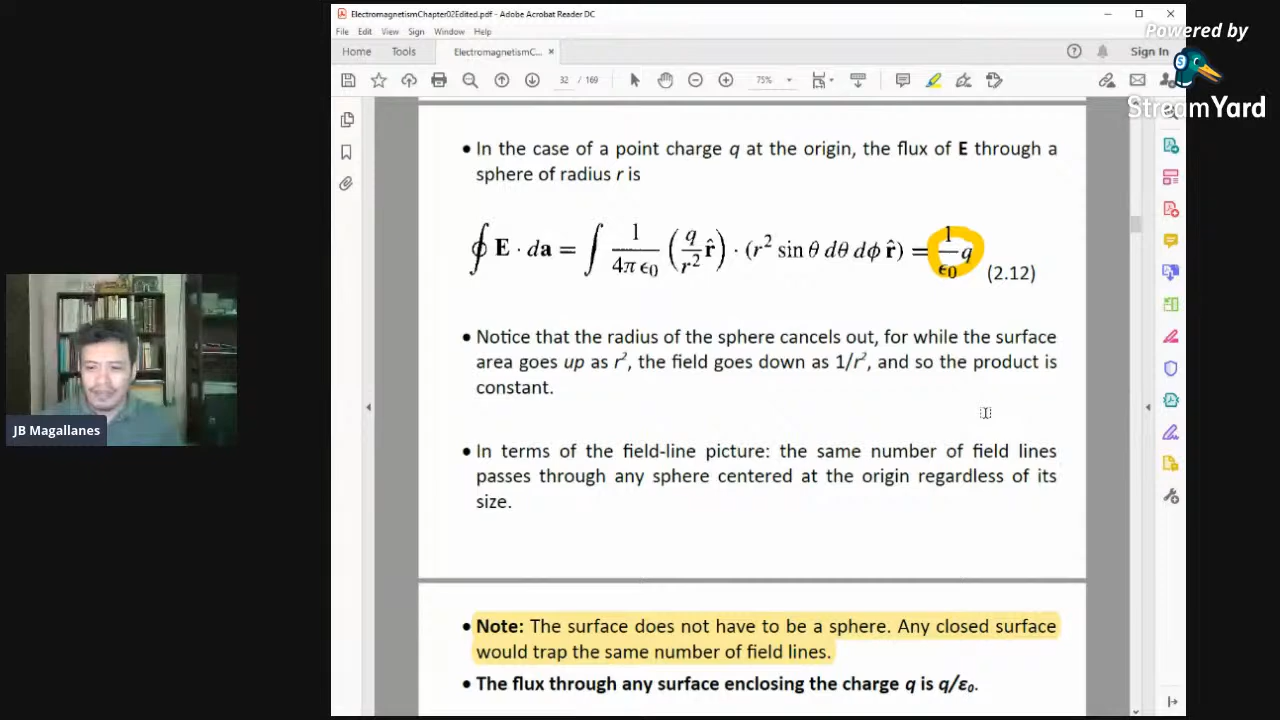 ElectromagnetismChapter02Edited.pdf - Adobe Acrobat Reader DC
File Edit View Sign Window Help
Home Tools ElectromagnetismC... × Sign In
Powered by
StreamYard
32 / 169 75%
• In the case of a point charge q at the origin, the flux of E through a
sphere of radius r is
∮ E · da = ∫ 1/4πϵ₀ (q/r² r̂) · (r² sin θ dθ dϕ r̂) = 1/ϵ₀ q (2.12)
• Notice that the radius of the sphere cancels out, for while the surface
area goes up as r², the field goes down as 1/r², and so the product is
constant.
• In terms of the field-line picture: the same number of field lines
passes through any sphere centered at the origin regardless of its
size.
• Note: The surface does not have to be a sphere. Any closed surface
would trap the same number of field lines.
• The flux through any surface enclosing the charge q is q/ε₀.
JB Magallanes